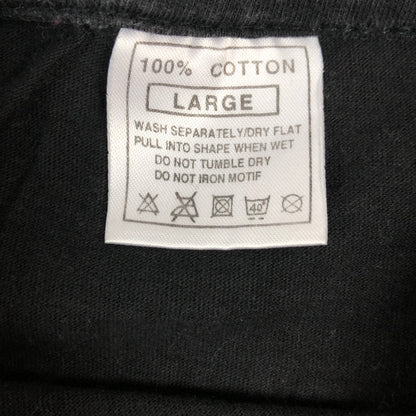 100% COTTON
LARGE
WASH SEPARATELY/DRY FLAT
PULL INTO SHAPE WHEN WET
DO NOT TUMBLE DRY
DO NOT IRON MOTIF
40°